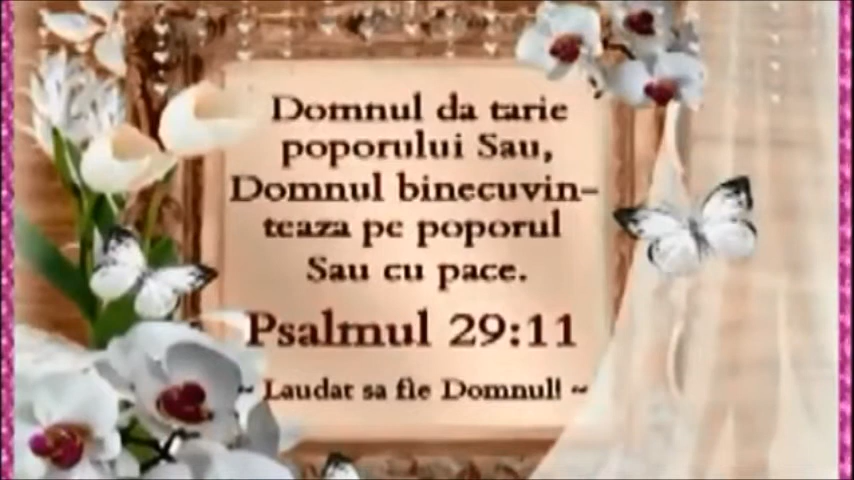 Domnul da tarie
poporului Sau,
Domnul binecuvin-
teaza pe poporul
Sau cu pace.
Psalmul 29:11
~ Laudat sa fie Domnul! ~